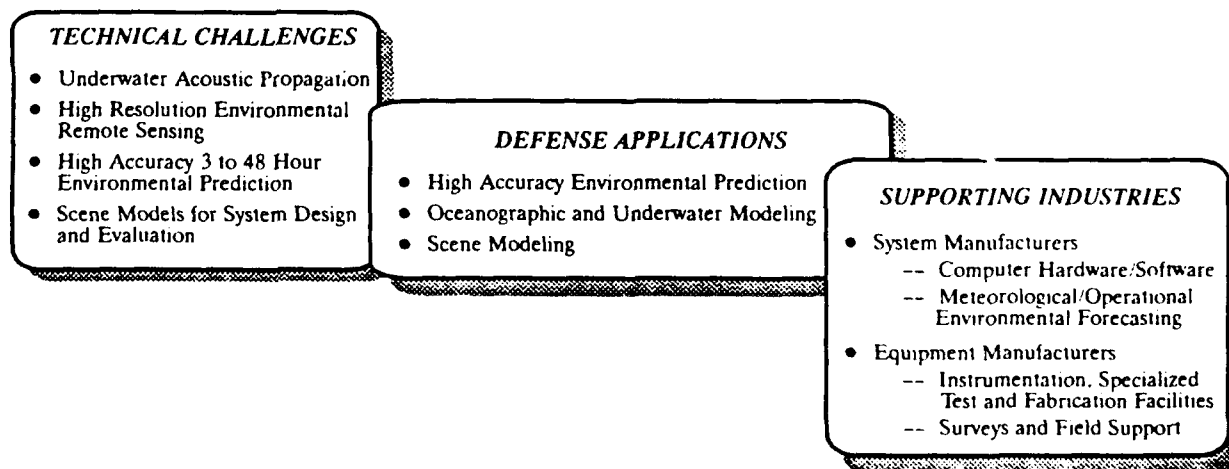 TECHNICAL CHALLENGES
● Underwater Acoustic Propagation
● High Resolution Environmental
Remote Sensing
● High Accuracy 3 to 48 Hour
Environmental Prediction
● Scene Models for System Design
and Evaluation
DEFENSE APPLICATIONS
● High Accuracy Environmental Prediction
● Oceanographic and Underwater Modeling
● Scene Modeling
SUPPORTING INDUSTRIES
● System Manufacturers
-- Computer Hardware/Software
-- Meteorological/Operational
Environmental Forecasting
● Equipment Manufacturers
-- Instrumentation, Specialized
Test and Fabrication Facilities
-- Surveys and Field Support